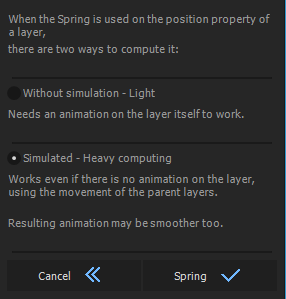 When the Spring is used on the position property of
a layer,
there are two ways to compute it:
Without simulation - Light
Needs an animation on the layer itself to work.
Simulated - Heavy computing
Works even if there is no animation on the layer,
using the movement of the parent layers.
Resulting animation may be smoother too.
Cancel
Spring